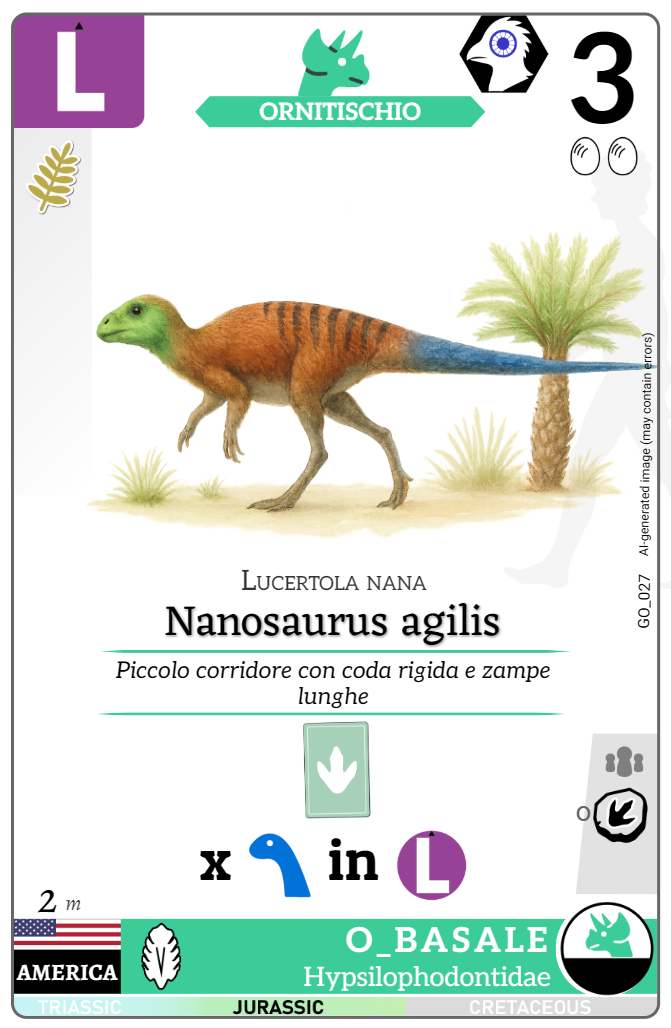 L
ORNITISCHIO
3
AI-generated image (may contain errors)
GO_027
Lucertola nana
Nanosaurus agilis
Piccolo corridore con coda rigida e zampe
lunghe
O
x in L
2 m
AMERICA
O_BASALE
Hypsilophodontidae
TRIASSIC JURASSIC CRETACEOUS